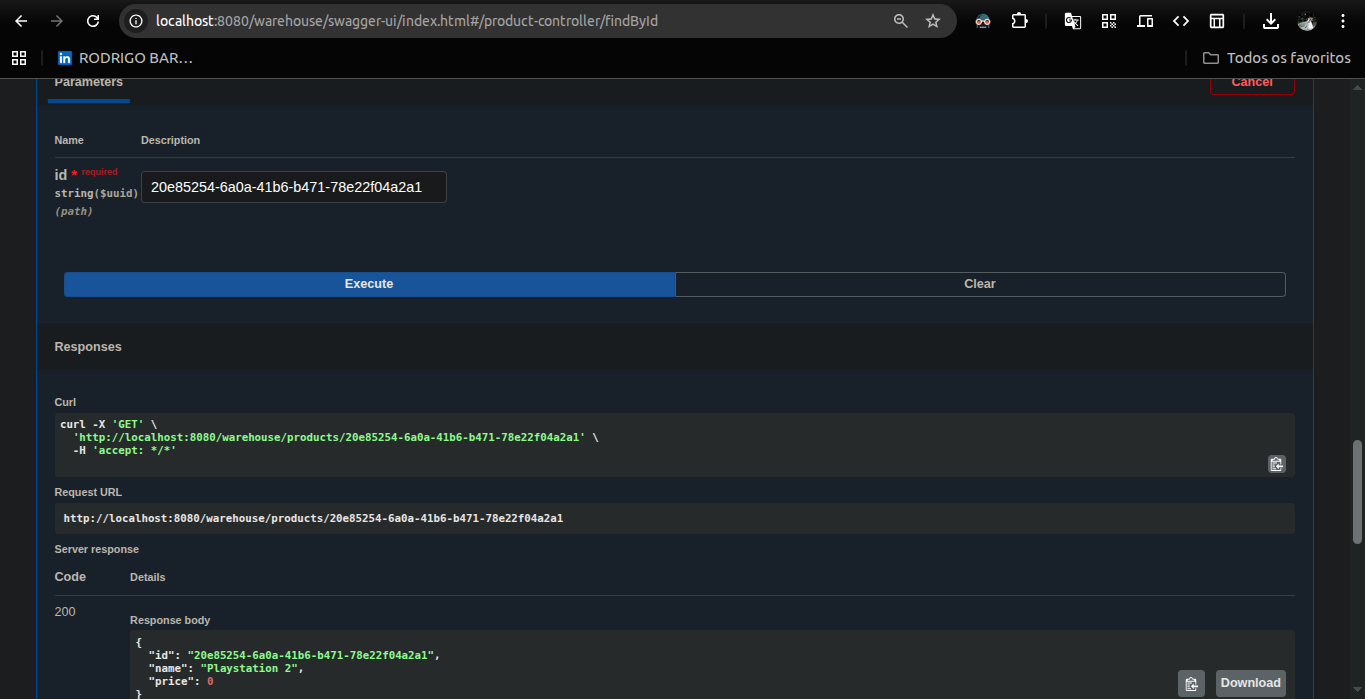 localhost:8080/warehouse/swagger-ui/index.html#/product-controller/findById
RODRIGO BAR...
Todos os favoritos
Parameters
Cancel
Name Description
id * required
string($uuid)
(path)
20e85254-6a0a-41b6-b471-78e22f04a2a1
Execute Clear
Responses
Curl
curl -X 'GET' \
'http://localhost:8080/warehouse/products/20e85254-6a0a-41b6-b471-78e22f04a2a1' \
-H 'accept: */*'
Request URL
http://localhost:8080/warehouse/products/20e85254-6a0a-41b6-b471-78e22f04a2a1
Server response
Code Details
200
Response body
{
"id": "20e85254-6a0a-41b6-b471-78e22f04a2a1",
"name": "Playstation 2",
"price": 0
}
Download